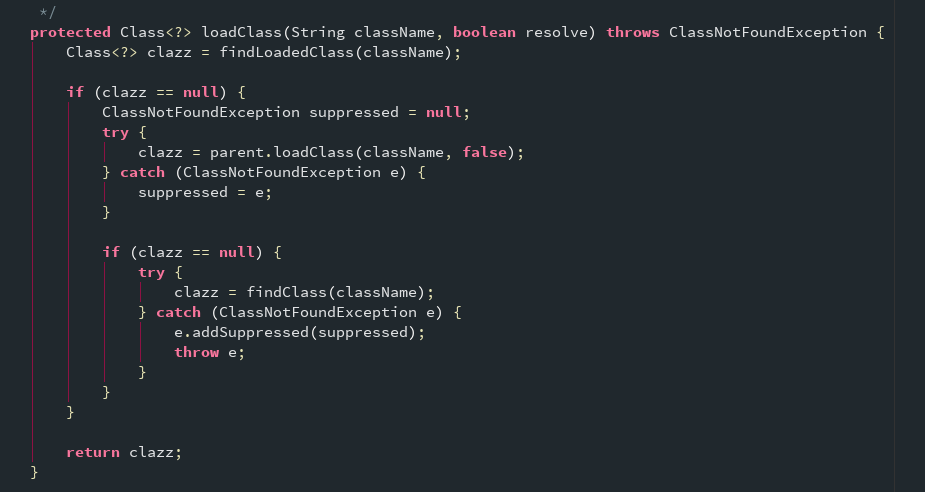 */
protected Class<?> loadClass(String className, boolean resolve) throws ClassNotFoundException {
    Class<?> clazz = findLoadedClass(className);

    if (clazz == null) {
        ClassNotFoundException suppressed = null;
        try {
            clazz = parent.loadClass(className, false);
        } catch (ClassNotFoundException e) {
            suppressed = e;
        }

        if (clazz == null) {
            try {
                clazz = findClass(className);
            } catch (ClassNotFoundException e) {
                e.addSuppressed(suppressed);
                throw e;
            }
        }
    }

    return clazz;
}